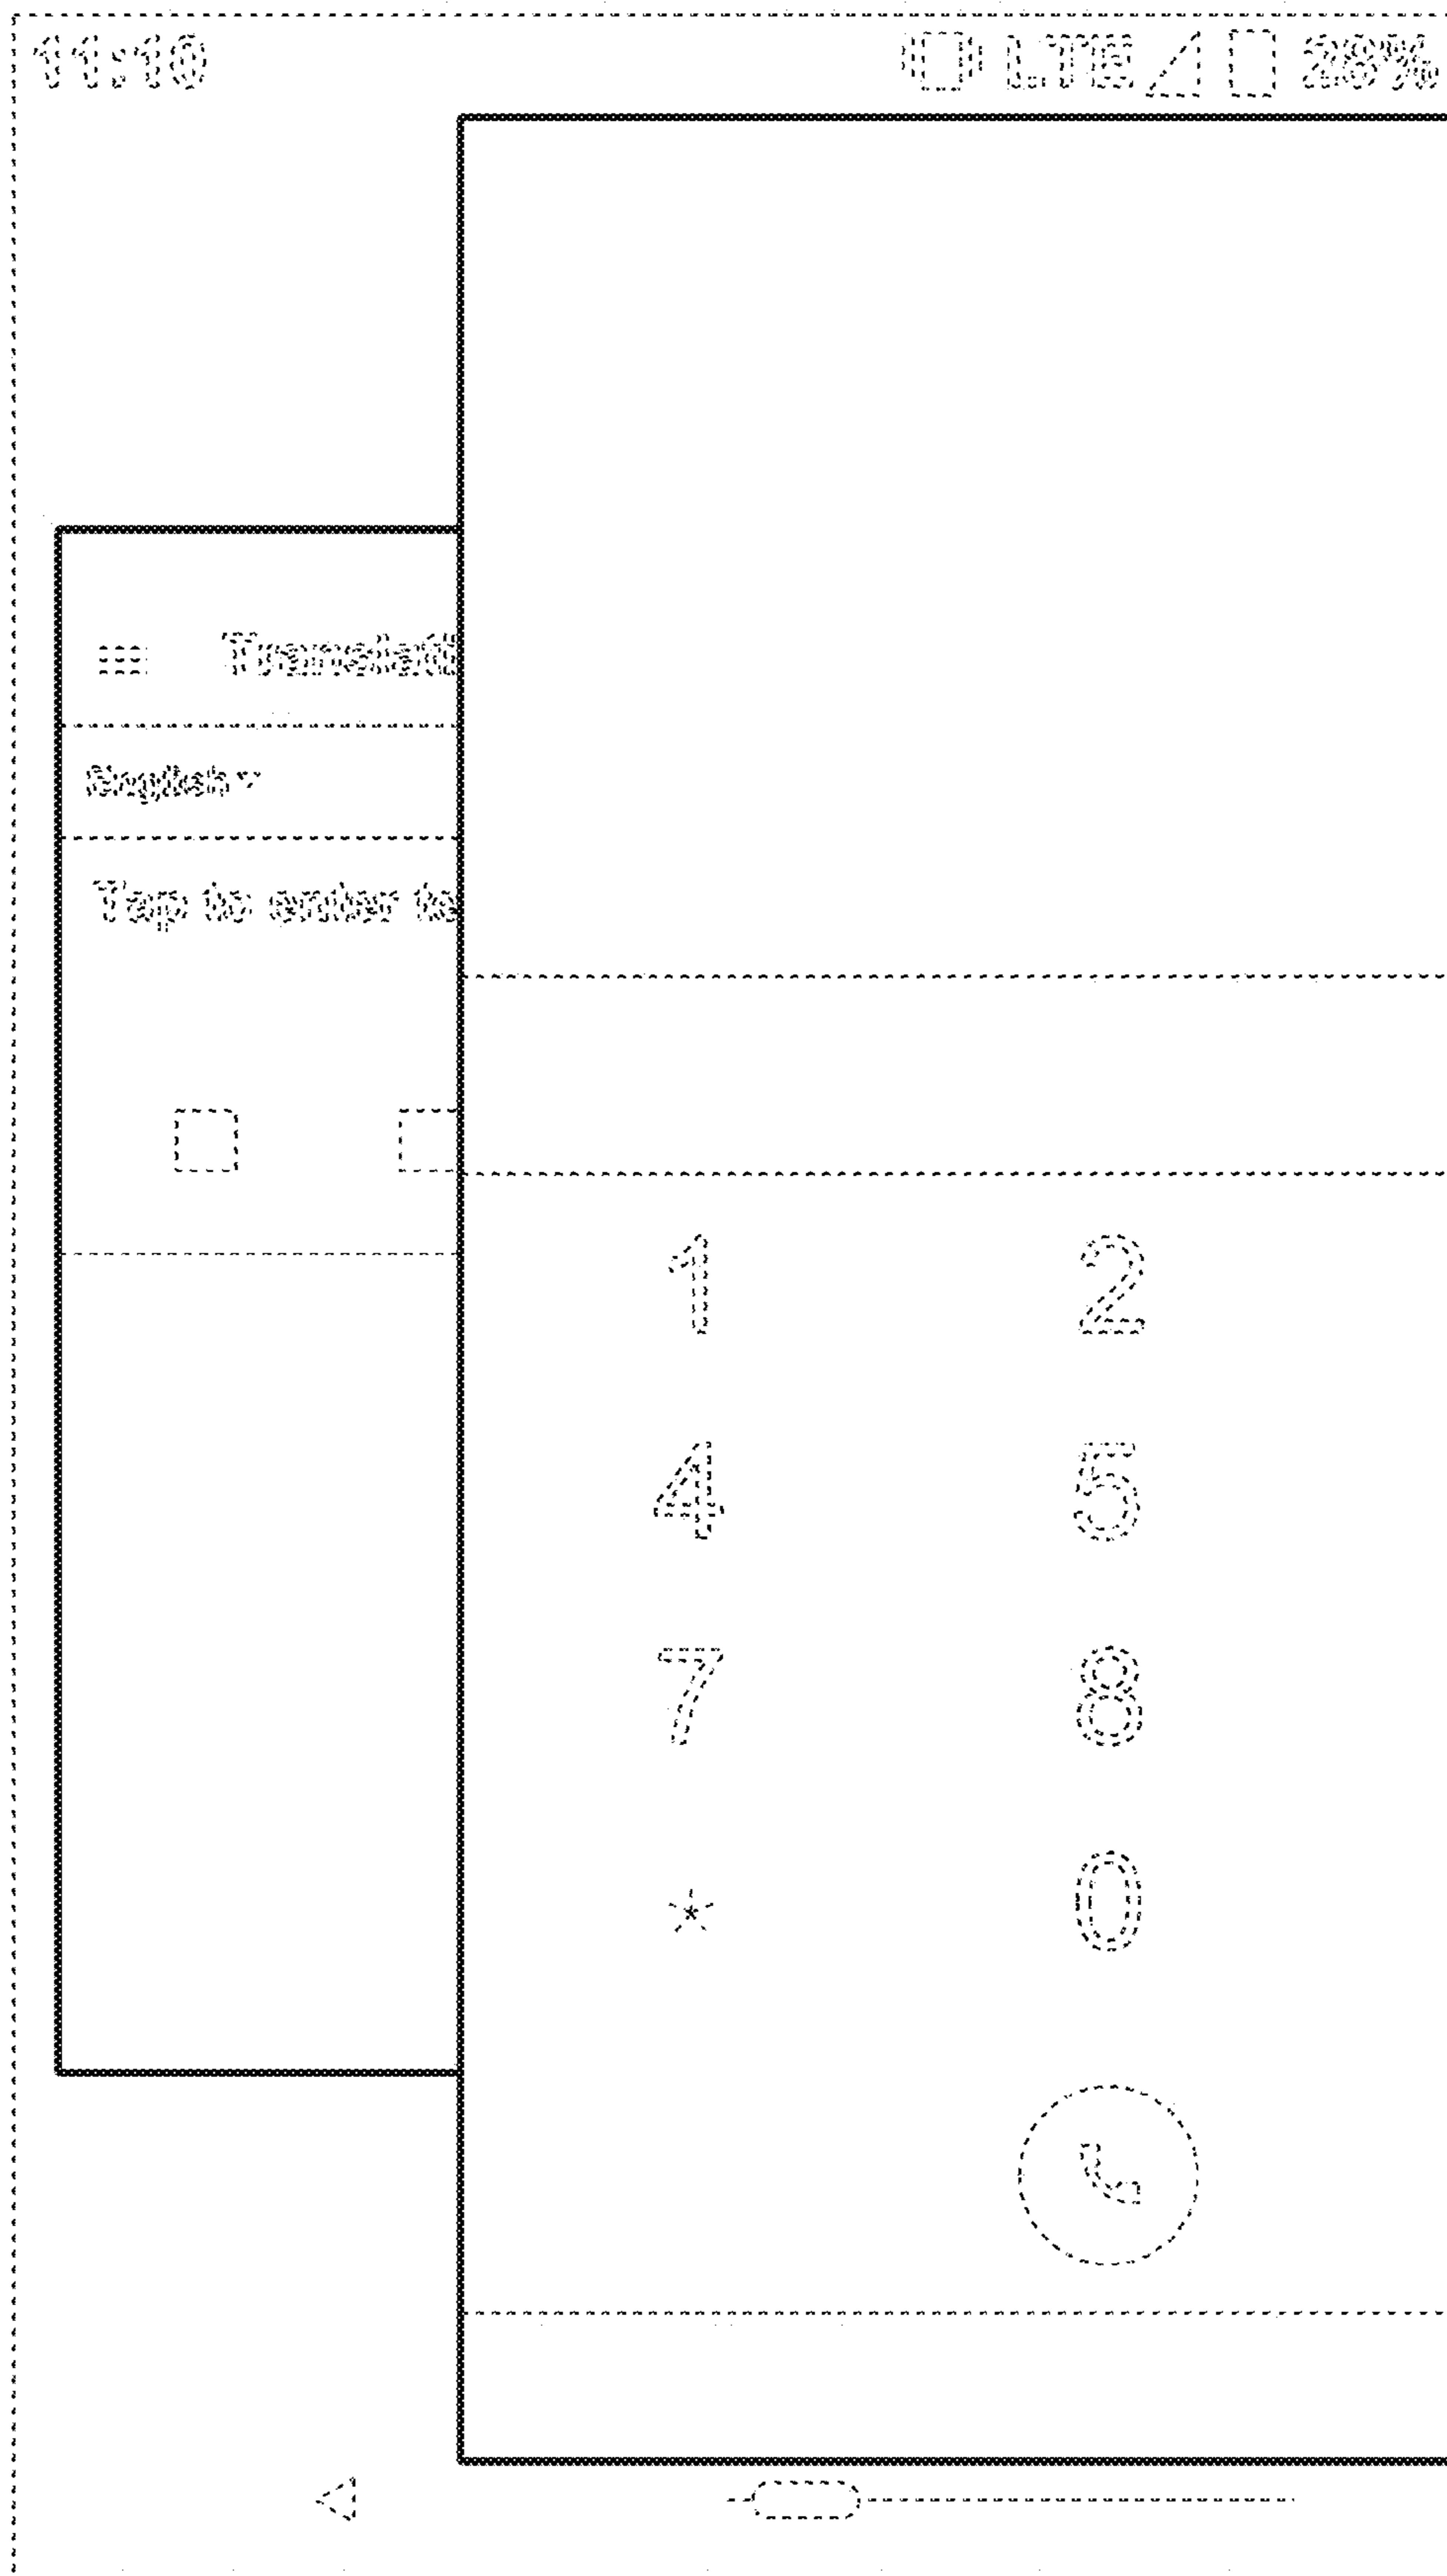 11:10 LTE 28%
Translat
English
Tap to enter te
1 2
4 5
7 8
* 0